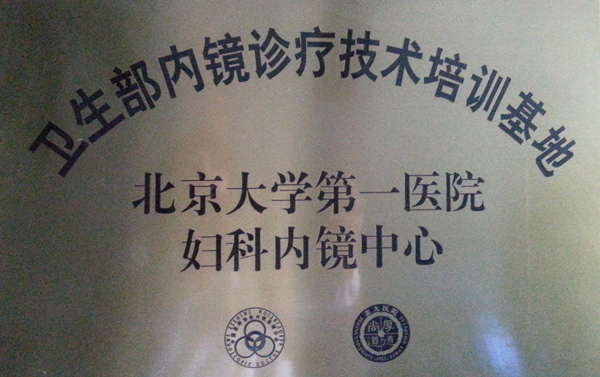 卫生部内镜诊疗技术培训基地
北京大学第一医院
妇科内镜中心